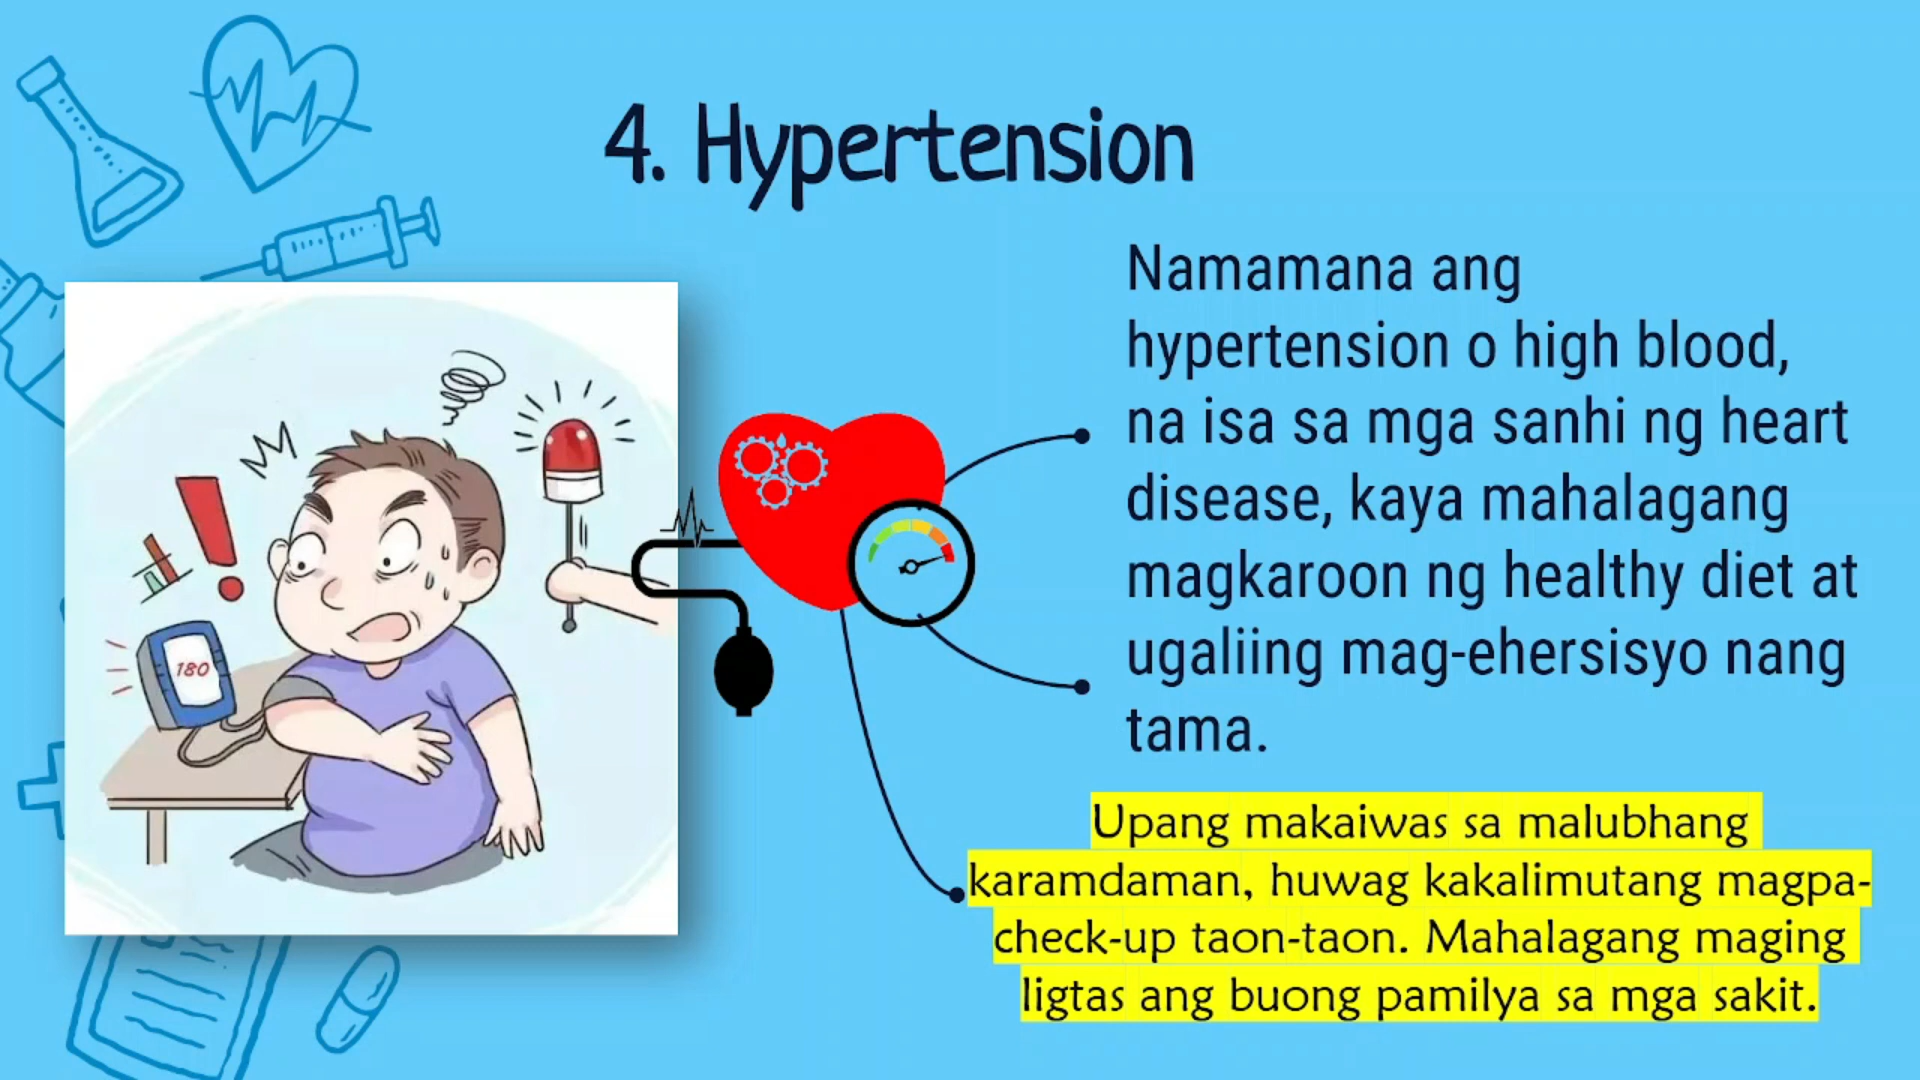 4. Hypertension
Namamana ang
hypertension o high blood,
na isa sa mga sanhi ng heart
disease, kaya mahalagang
magkaroon ng healthy diet at
ugaliing mag-ehersisyo nang
tama.
180
Upang makaiwas sa malubhang
karamdaman, huwag kakalimutang magpa-
check-up taon-taon. Mahalagang maging
ligtas ang buong pamilya sa mga sakit.